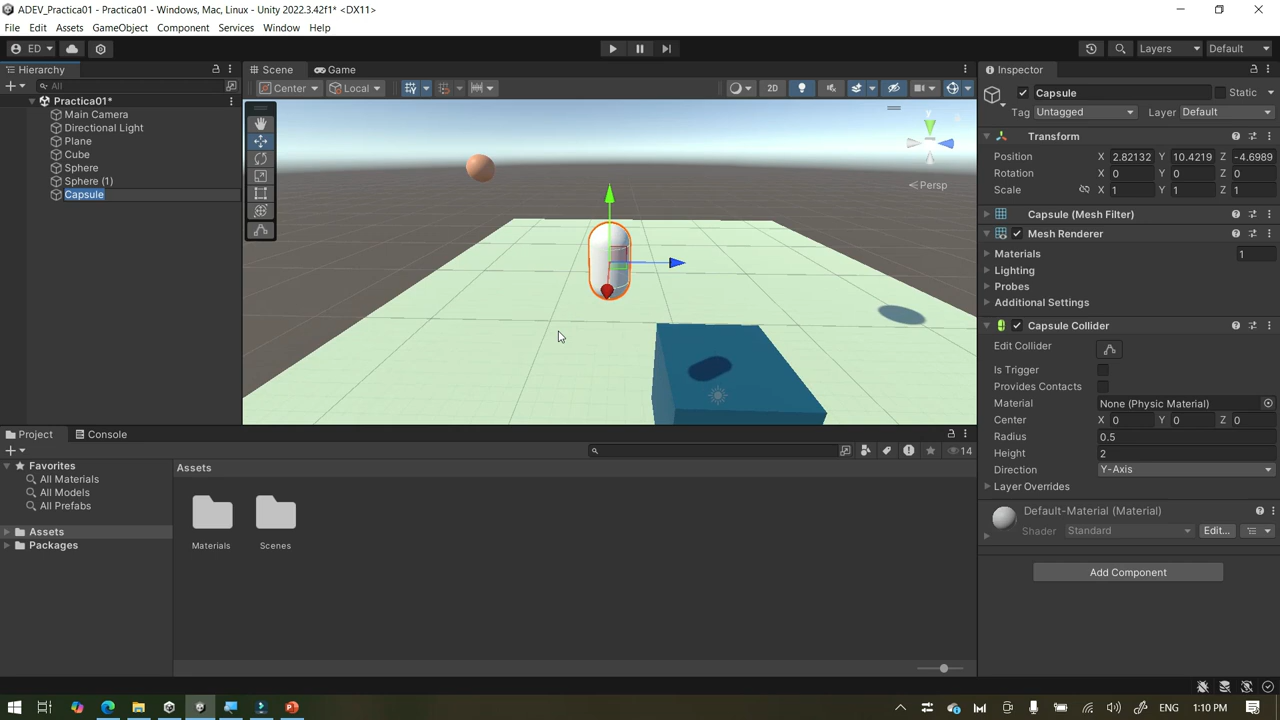 ADEV_Practica01 - Practica01 - Windows, Mac, Linux - Unity 2022.3.42f1* <DX11>
File Edit Assets GameObject Component Services Window Help
ED Layers Default
Hierarchy
All
Practica01*
Main Camera
Directional Light
Plane
Cube
Sphere
Sphere (1)
Capsule
Scene Game
Center Local 2D
y
Persp
Inspector
Capsule Static
Tag Untagged Layer Default
Transform
Position X 2.82132 Y 10.4219 Z -4.6989
Rotation X 0 Y 0 Z 0
Scale X 1 Y 1 Z 1
Capsule (Mesh Filter)
Mesh Renderer
Materials 1
Lighting
Probes
Additional Settings
Capsule Collider
Edit Collider
Is Trigger
Provides Contacts
Material None (Physic Material)
Center X 0 Y 0 Z 0
Radius 0.5
Height 2
Direction Y-Axis
Layer Overrides
Default-Material (Material)
Shader Standard Edit...
Add Component
Project Console
14
Favorites
All Materials
All Models
All Prefabs
Assets
Packages
Assets
Materials Scenes
ENG 1:10 PM